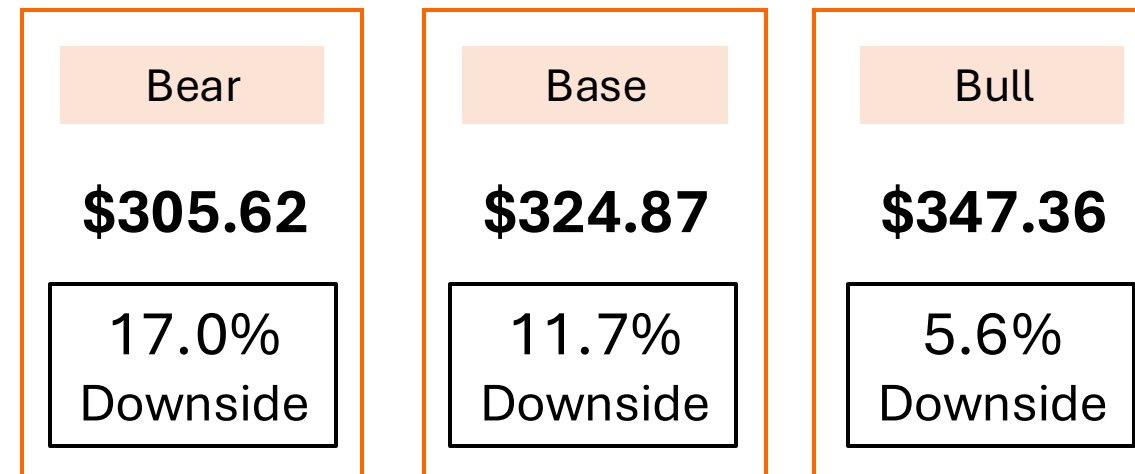 Bear
$305.62
17.0%
Downside
Base
$324.87
11.7%
Downside
Bull
$347.36
5.6%
Downside